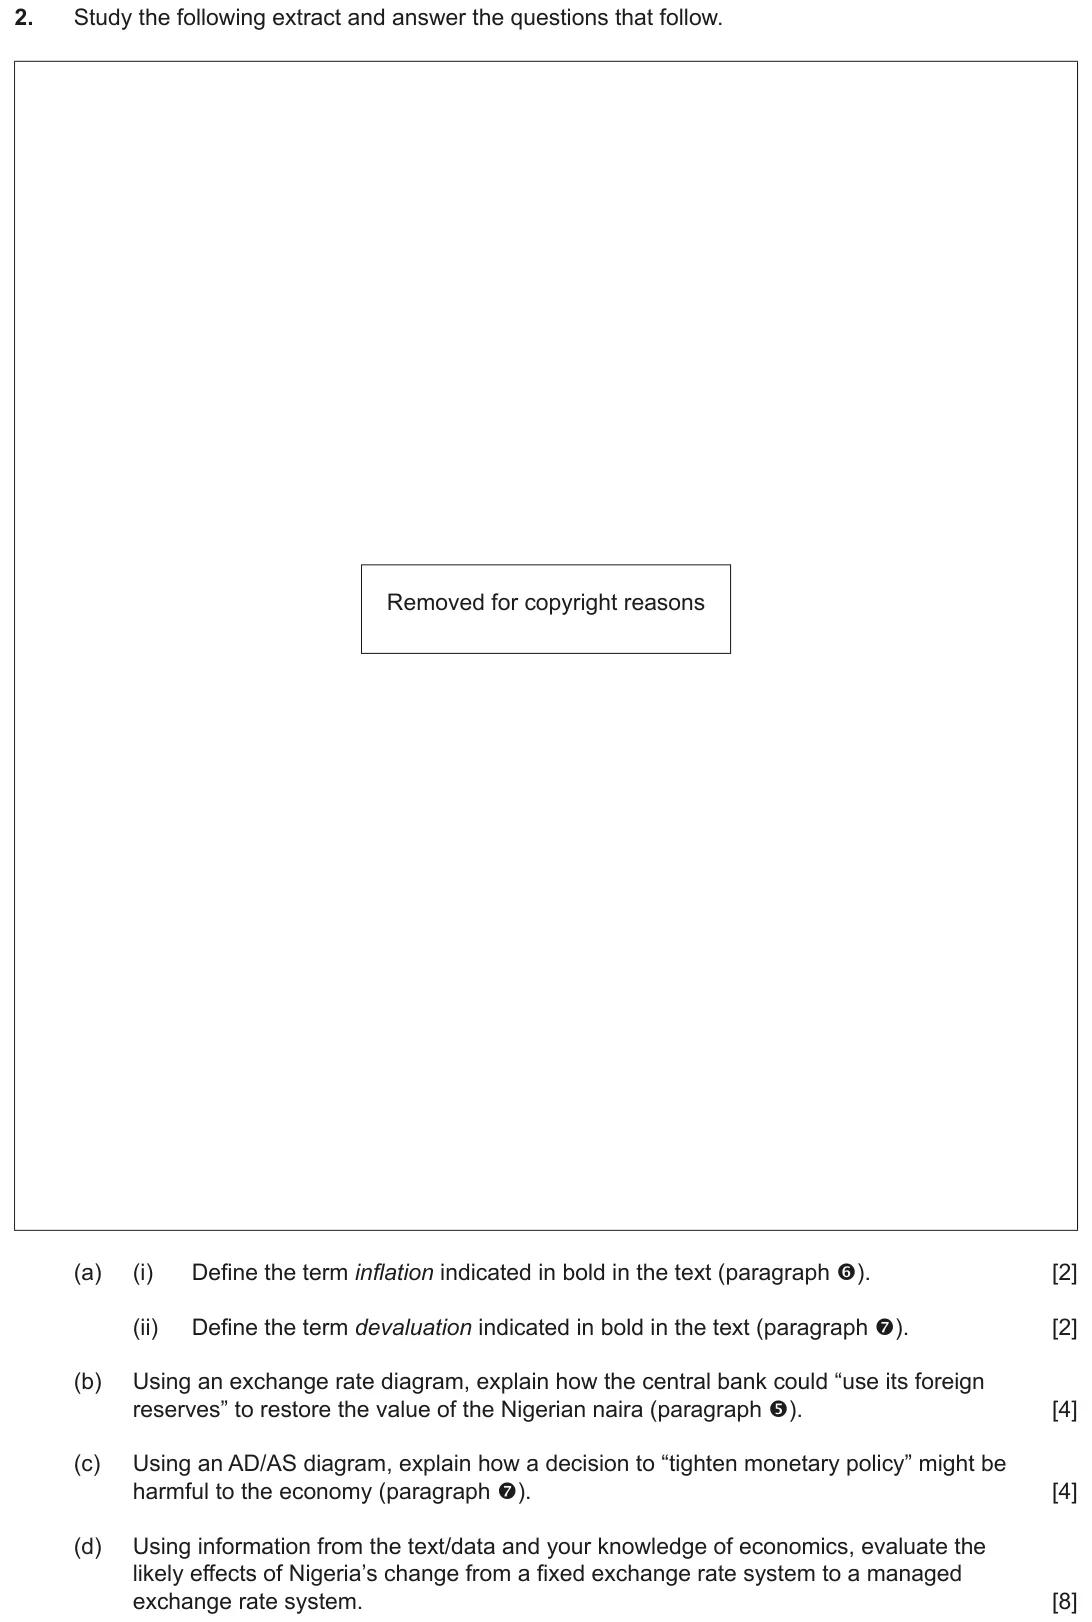 2. Study the following extract and answer the questions that follow.
Removed for copyright reasons
(a) (i) Define the term inflation indicated in bold in the text (paragraph ❻). [2]
(ii) Define the term devaluation indicated in bold in the text (paragraph ❼). [2]
(b) Using an exchange rate diagram, explain how the central bank could “use its foreign
reserves” to restore the value of the Nigerian naira (paragraph ❺). [4]
(c) Using an AD/AS diagram, explain how a decision to “tighten monetary policy” might be
harmful to the economy (paragraph ❼). [4]
(d) Using information from the text/data and your knowledge of economics, evaluate the
likely effects of Nigeria’s change from a fixed exchange rate system to a managed
exchange rate system. [8]